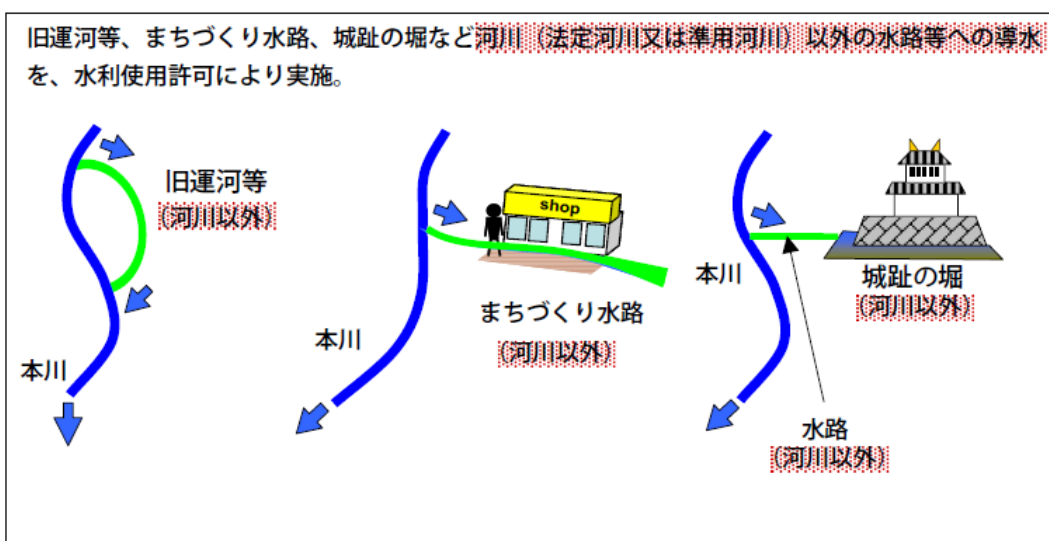 旧運河等、まちづくり水路、城趾の堀など河川（法定河川又は準用河川）以外の水路等への導水
を、水利使用許可により実施。
旧運河等
（河川以外）
本川
shop
まちづくり水路
（河川以外）
本川
本川
城趾の堀
（河川以外）
水路
（河川以外）